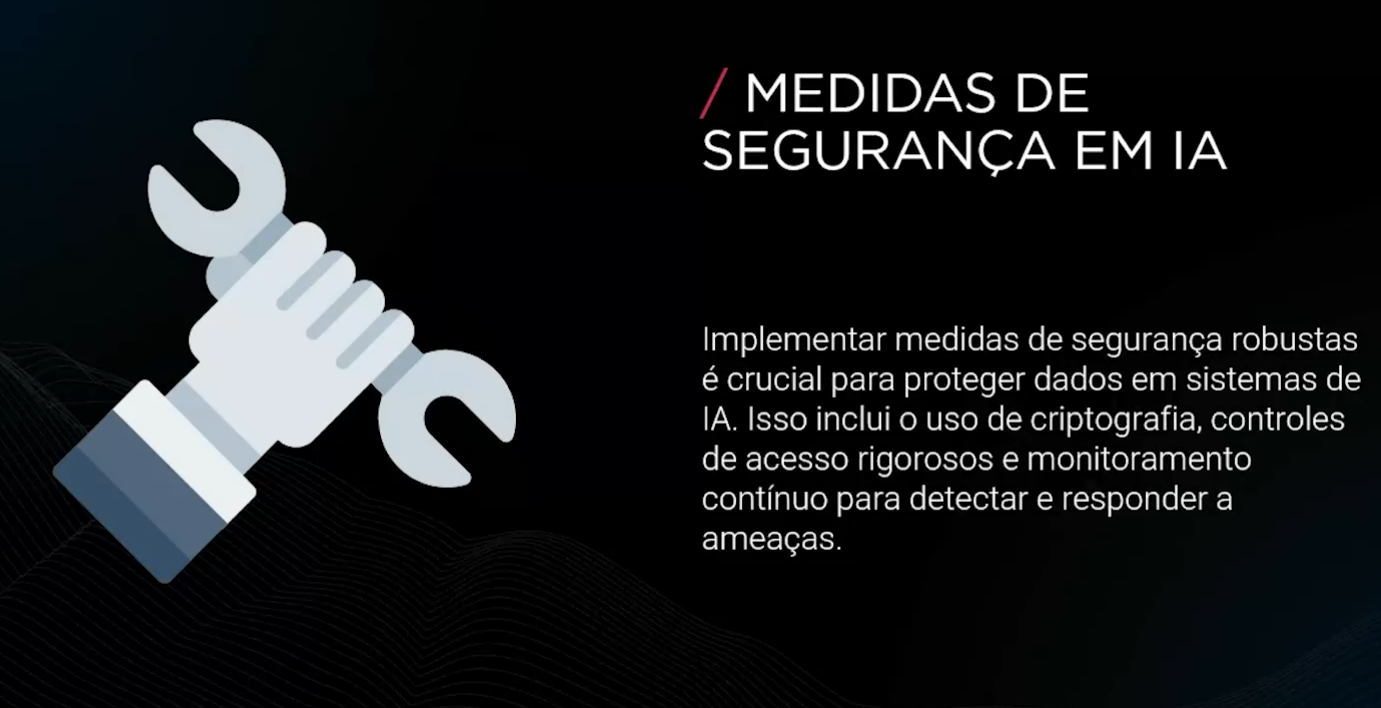 / MEDIDAS DE
SEGURANÇA EM IA
Implementar medidas de segurança robustas
é crucial para proteger dados em sistemas de
IA. Isso inclui o uso de criptografia, controles
de acesso rigorosos e monitoramento
contínuo para detectar e responder a
ameaças.